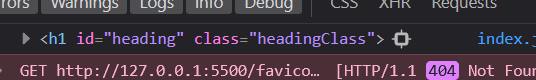 Errors Warnings Logs Info Debug CSS XHR Requests
▶ <h1 id="heading" class="headingClass"> index.j
→ GET http://127.0.0.1:5500/favico… [HTTP/1.1 404 Not Foun